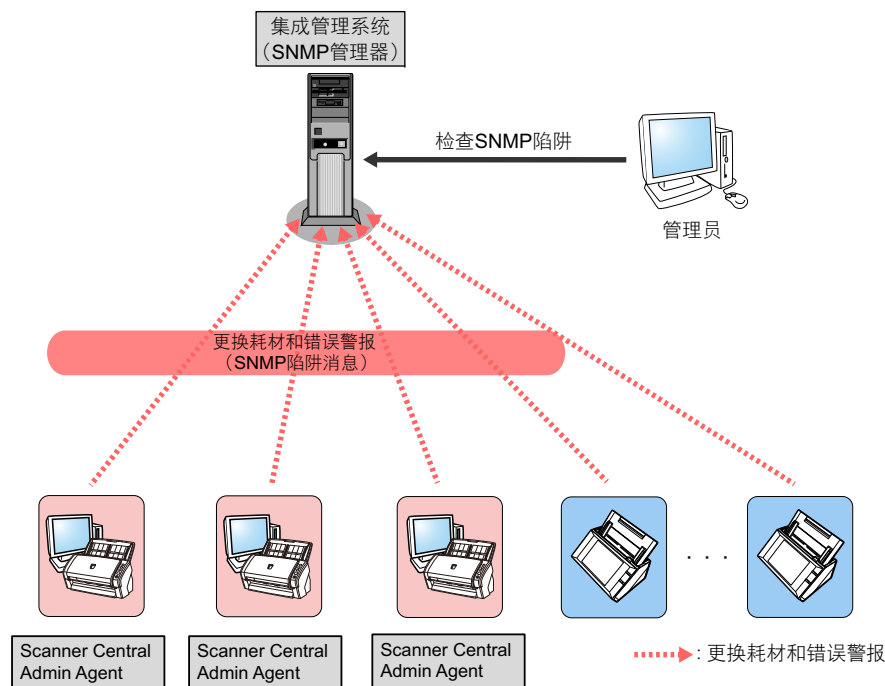 集成管理系统
（SNMP管理器）
检查SNMP陷阱
管理员
更换耗材和错误警报
（SNMP陷阱消息）
· · ·
Scanner Central
Admin Agent
Scanner Central
Admin Agent
Scanner Central
Admin Agent
: 更换耗材和错误警报